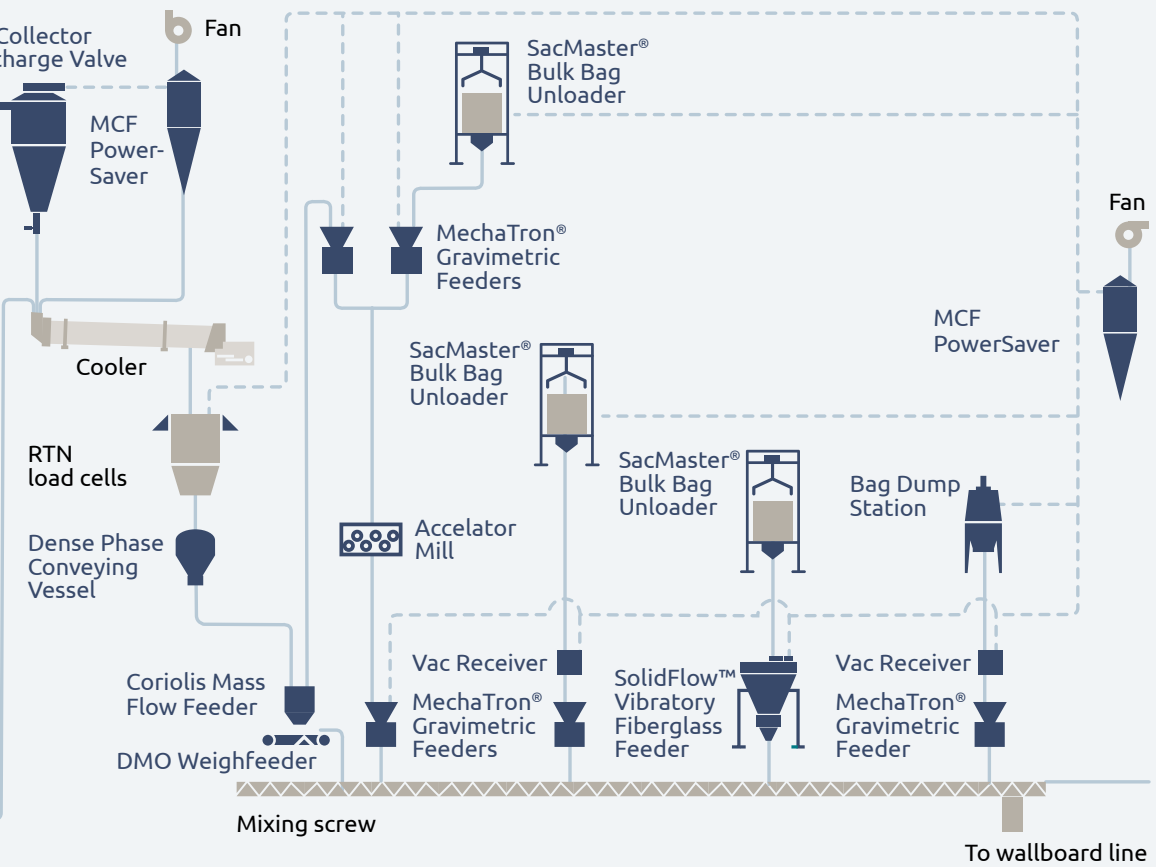 Fan
Collector
harge Valve
SacMaster®
Bulk Bag
Unloader
MCF
Power-
Saver
Fan
MechaTron®
Gravimetric
Feeders
MCF
PowerSaver
Cooler
SacMaster®
Bulk Bag
Unloader
RTN
load cells
SacMaster®
Bulk Bag
Unloader
Bag Dump
Station
Accelator
Mill
Dense Phase
Conveying
Vessel
Coriolis Mass
Flow Feeder
DMO Weighfeeder
Vac Receiver
MechaTron®
Gravimetric
Feeders
SolidFlow™
Vibratory
Fiberglass
Feeder
Vac Receiver
MechaTron®
Gravimetric
Feeder
Mixing screw
To wallboard line